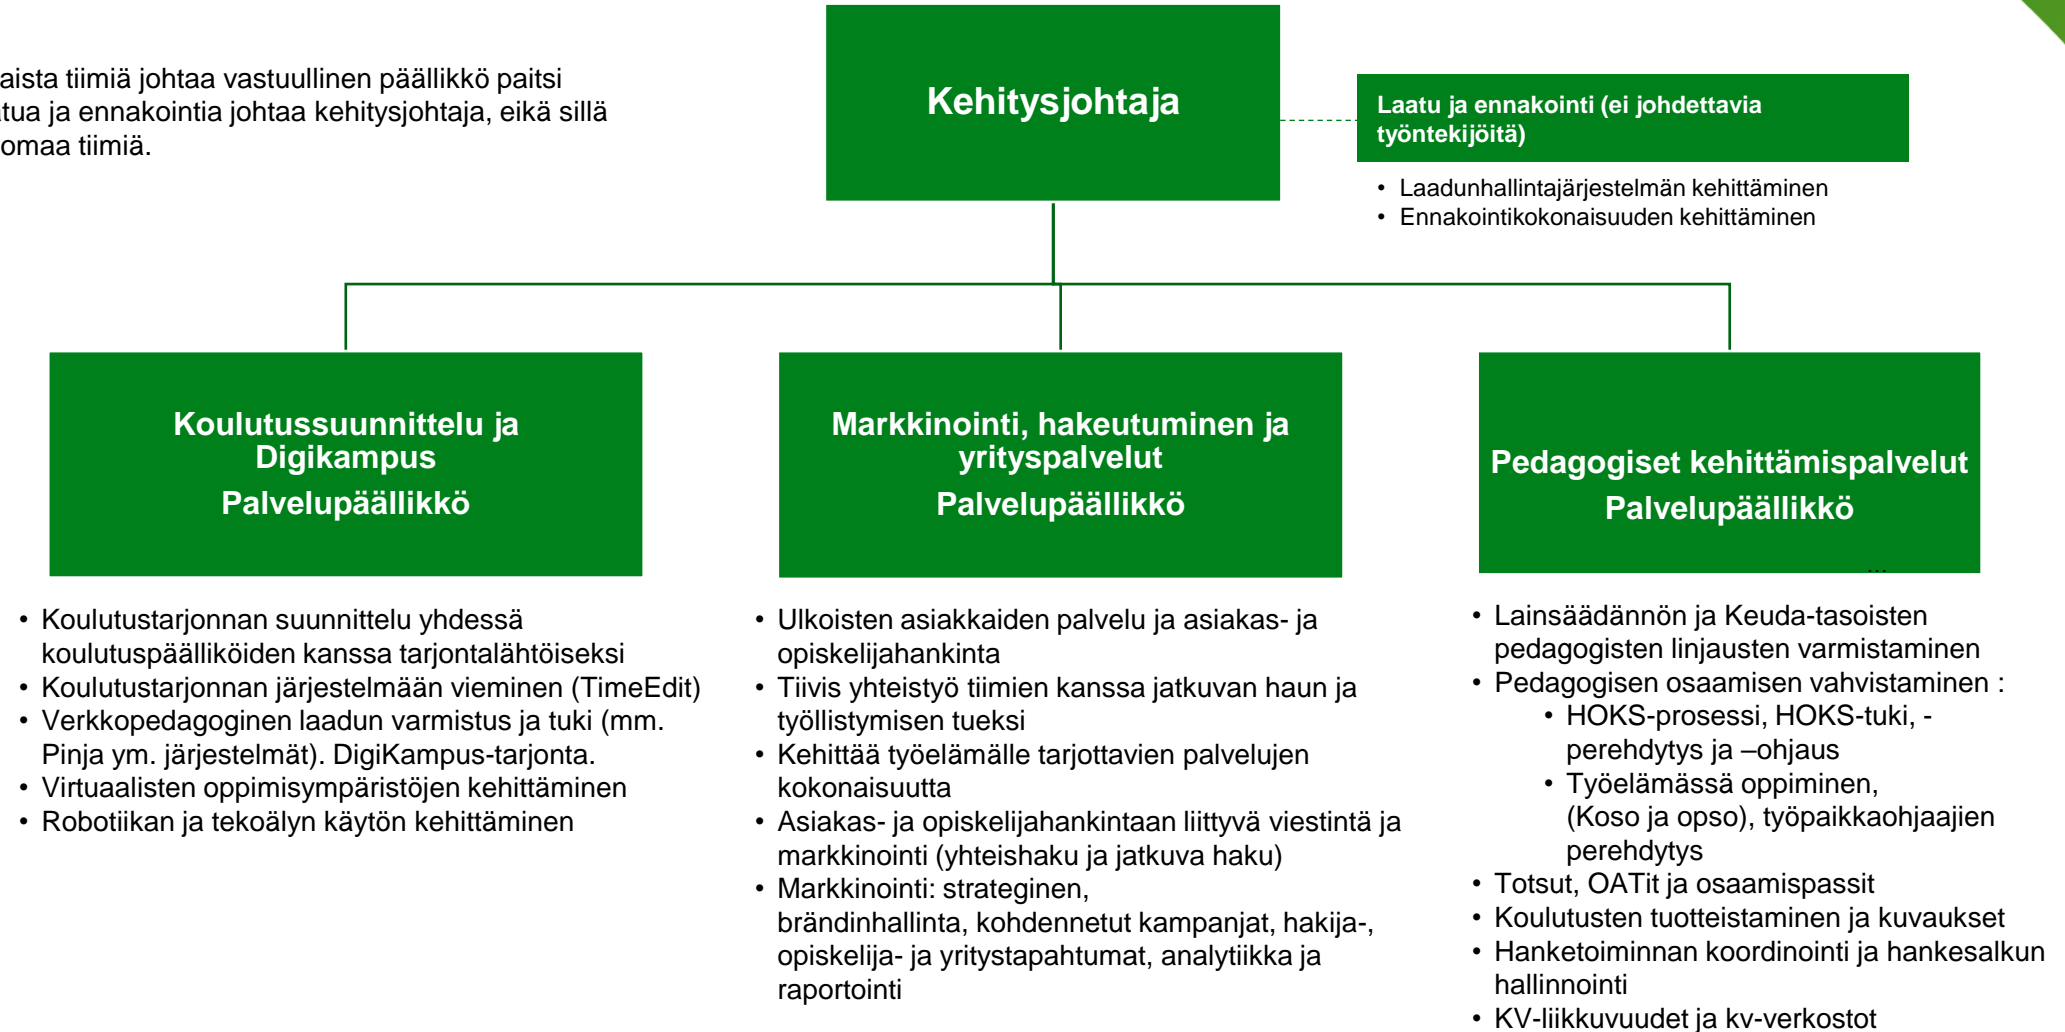 aista tiimiä johtaa vastuullinen päällikkö paitsi
atua ja ennakointia johtaa kehitysjohtaja, eikä sillä
omaa tiimiä.
Kehitysjohtaja
Laatu ja ennakointi (ei johdettavia
työntekijöitä)
• Laadunhallintajärjestelmän kehittäminen
• Ennakointikokonaisuuden kehittäminen
Koulutussuunnittelu ja
Digikampus
Palvelupäällikkö
• Koulutustarjonnan suunnittelu yhdessä
koulutuspäälliköiden kanssa tarjontalähtöiseksi
• Koulutustarjonnan järjestelmään vieminen (TimeEdit)
• Verkkopedagoginen laadun varmistus ja tuki (mm.
Pinja ym. järjestelmät). DigiKampus-tarjonta.
• Virtuaalisten oppimisympäristöjen kehittäminen
• Robotiikan ja tekoälyn käytön kehittäminen
Markkinointi, hakeutuminen ja
yrityspalvelut
Palvelupäällikkö
• Ulkoisten asiakkaiden palvelu ja asiakas- ja
opiskelijahankinta
• Tiivis yhteistyö tiimien kanssa jatkuvan haun ja
työllistymisen tueksi
• Kehittää työelämälle tarjottavien palvelujen
kokonaisuutta
• Asiakas- ja opiskelijahankintaan liittyvä viestintä ja
markkinointi (yhteishaku ja jatkuva haku)
• Markkinointi: strateginen,
brändinhallinta, kohdennetut kampanjat, hakija-,
opiskelija- ja yritystapahtumat, analytiikka ja
raportointi
Pedagogiset kehittämispalvelut
Palvelupäällikkö
...
• Lainsäädännön ja Keuda-tasoisten
pedagogisten linjausten varmistaminen
• Pedagogisen osaamisen vahvistaminen :
• HOKS-prosessi, HOKS-tuki, -
perehdytys ja –ohjaus
• Työelämässä oppiminen,
(Koso ja opso), työpaikkaohjaajien
perehdytys
• Totsut, OATit ja osaamispassit
• Koulutusten tuotteistaminen ja kuvaukset
• Hanketoiminnan koordinointi ja hankesalkun
hallinnointi
• KV-liikkuvuudet ja kv-verkostot